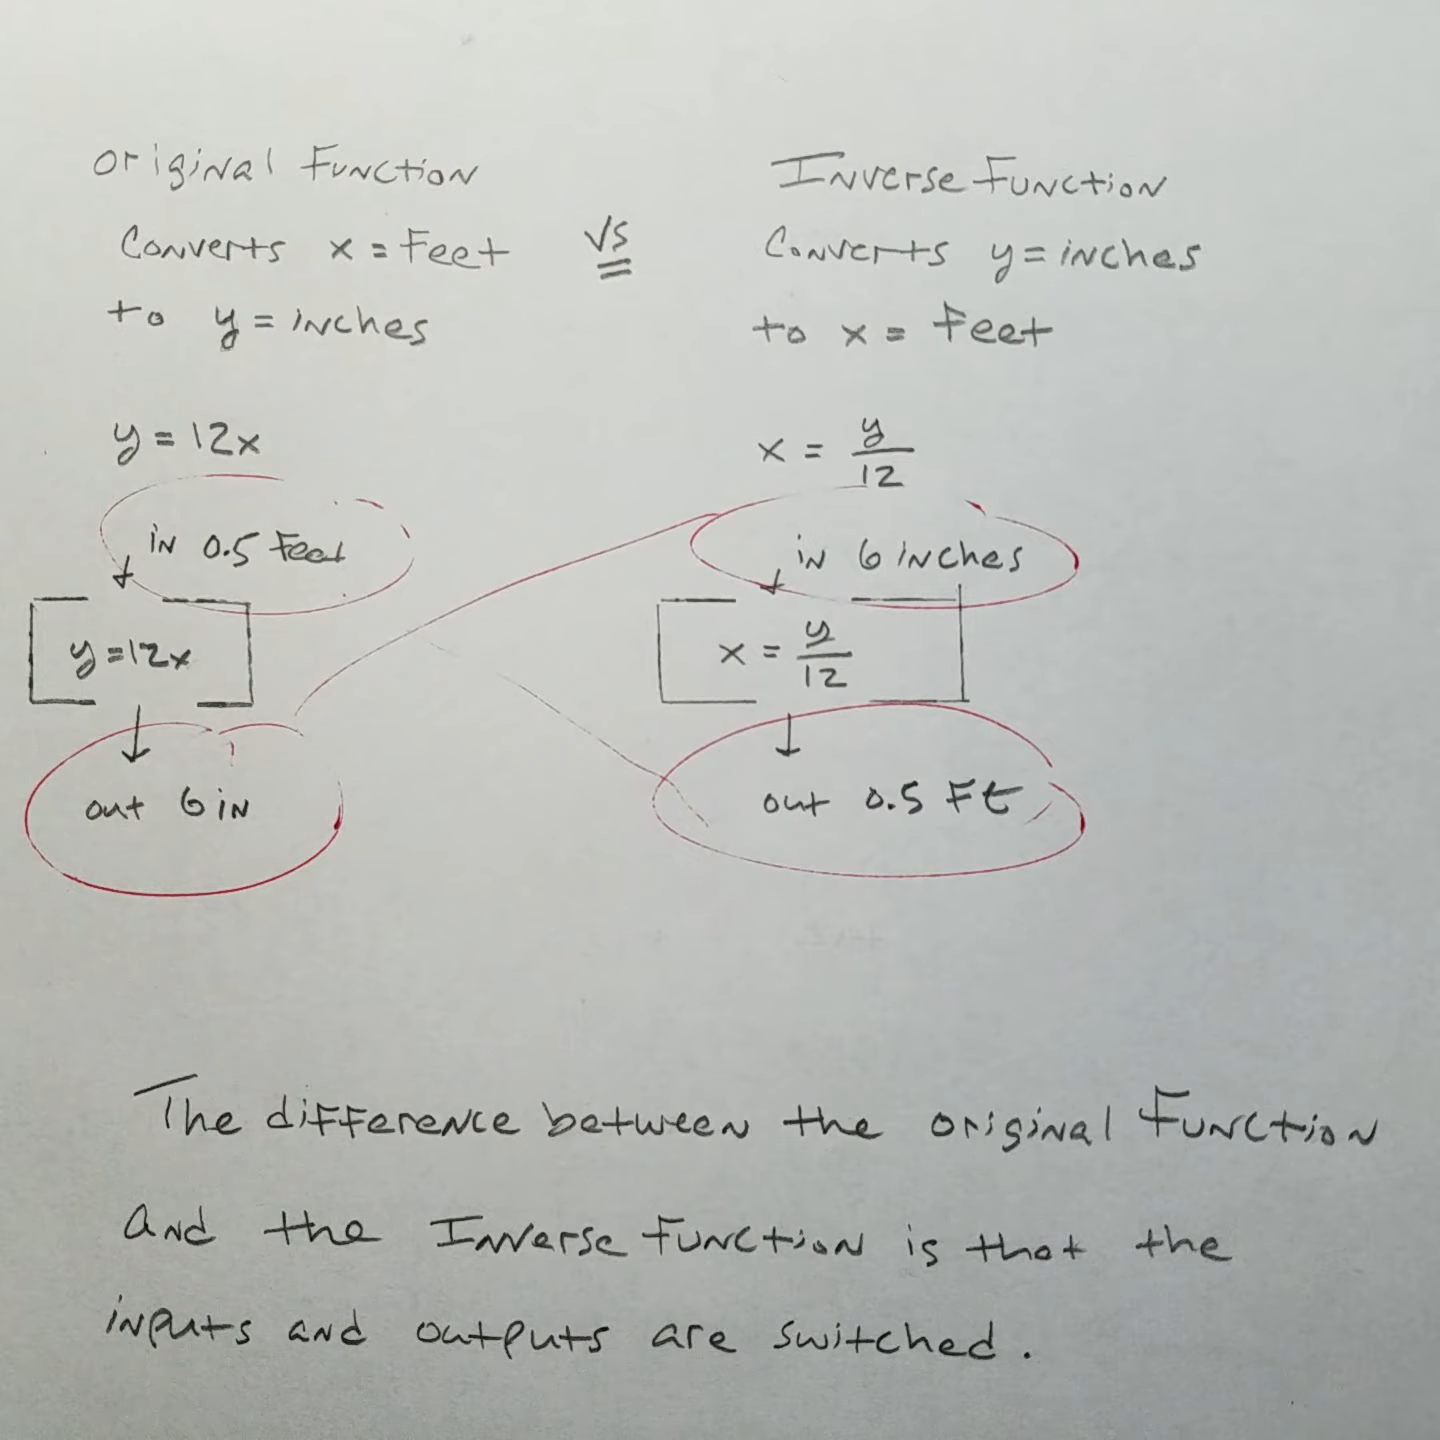 Original Function
Converts x = Feet
to y = inches
vs
Inverse Function
Converts y = inches
to x = Feet
y = 12x
in 0.5 Feet
y = 12x
out 6 in
x = y/12
in 6 inches
x = y/12
out 0.5 Ft
The difference between the original Function
and the Inverse Function is that the
inputs and outputs are switched.